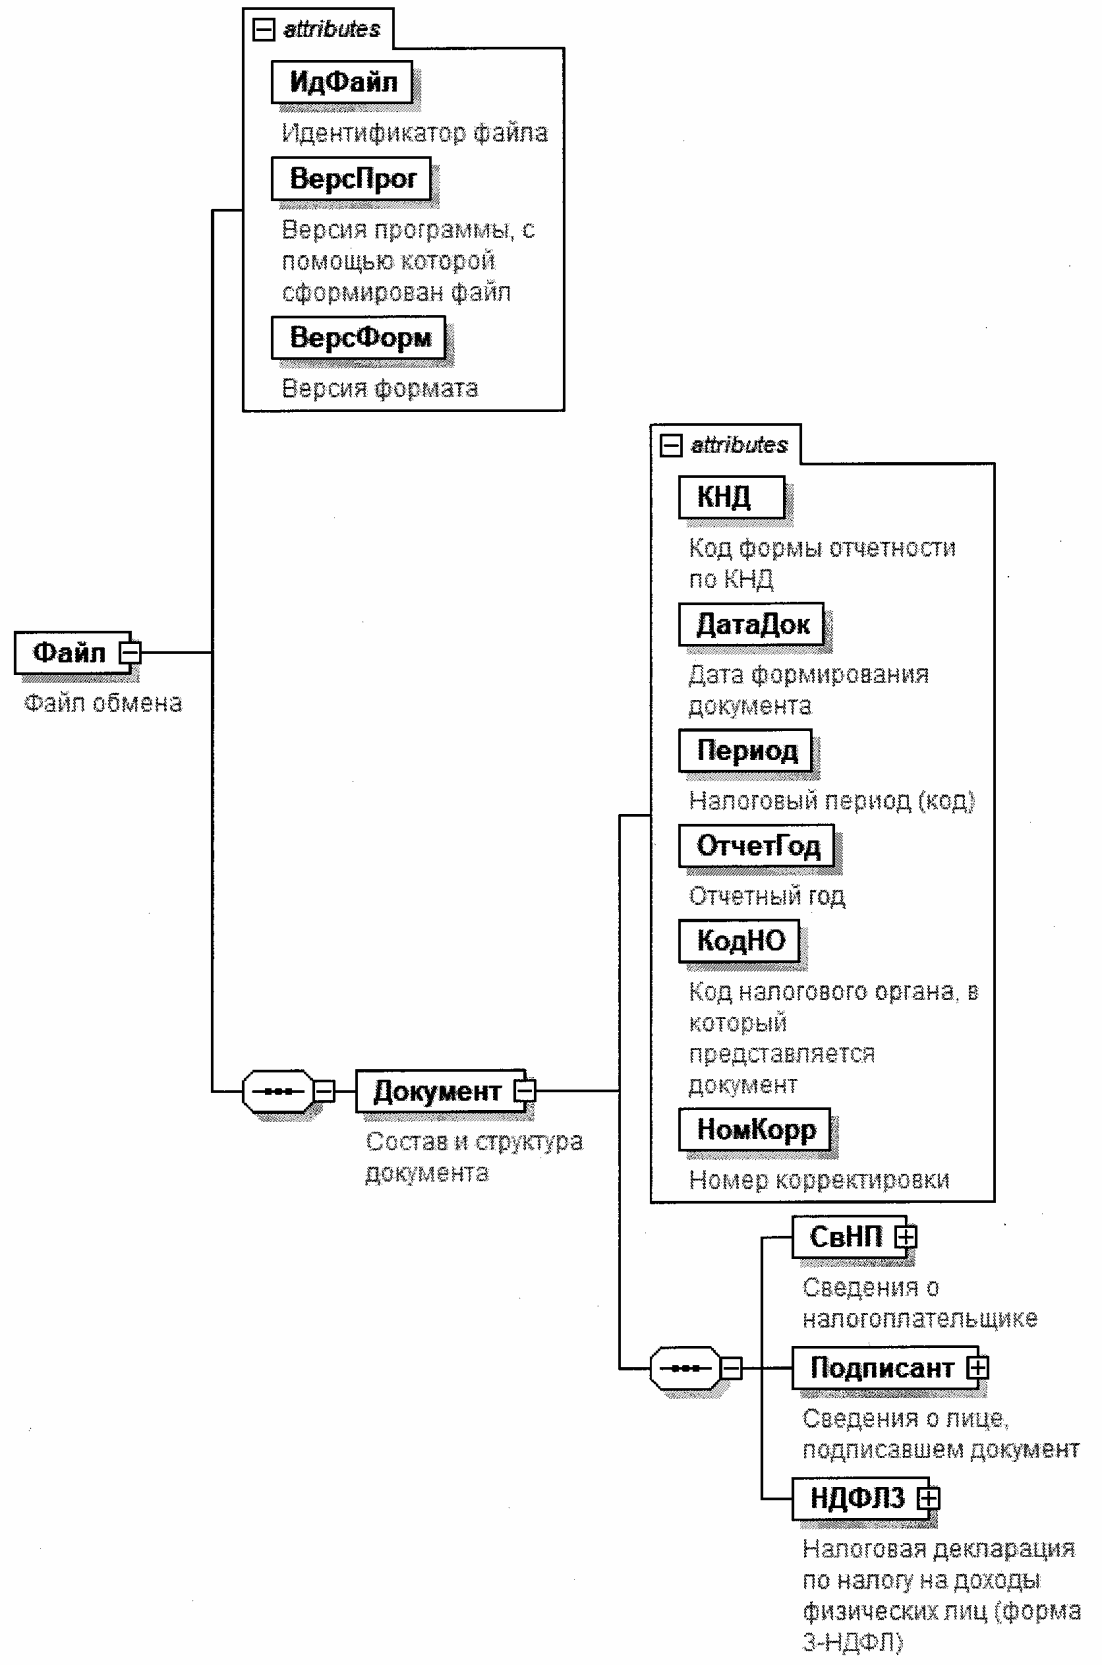 attributes
ИдФайл
Идентификатор файла
ВерсПрог
Версия программы, с
помощью которой
сформирован файл
ВерсФорм
Версия формата
Файл
Файл обмена
Документ
Состав и структура
документа
attributes
КНД
Код формы отчетности
по КНД
ДатаДок
Дата формирования
документа
Период
Налоговый период (код)
ОтчетГод
Отчетный год
КодНО
Код налогового органа, в
который
представляется
документ
НомКорр
Номер корректировки
СвНП
Сведения о
налогоплательщике
Подписант
Сведения о лице,
подписавшем документ
НДФЛ3
Налоговая декларация
по налогу на доходы
физических лиц (форма
3-НДФЛ)